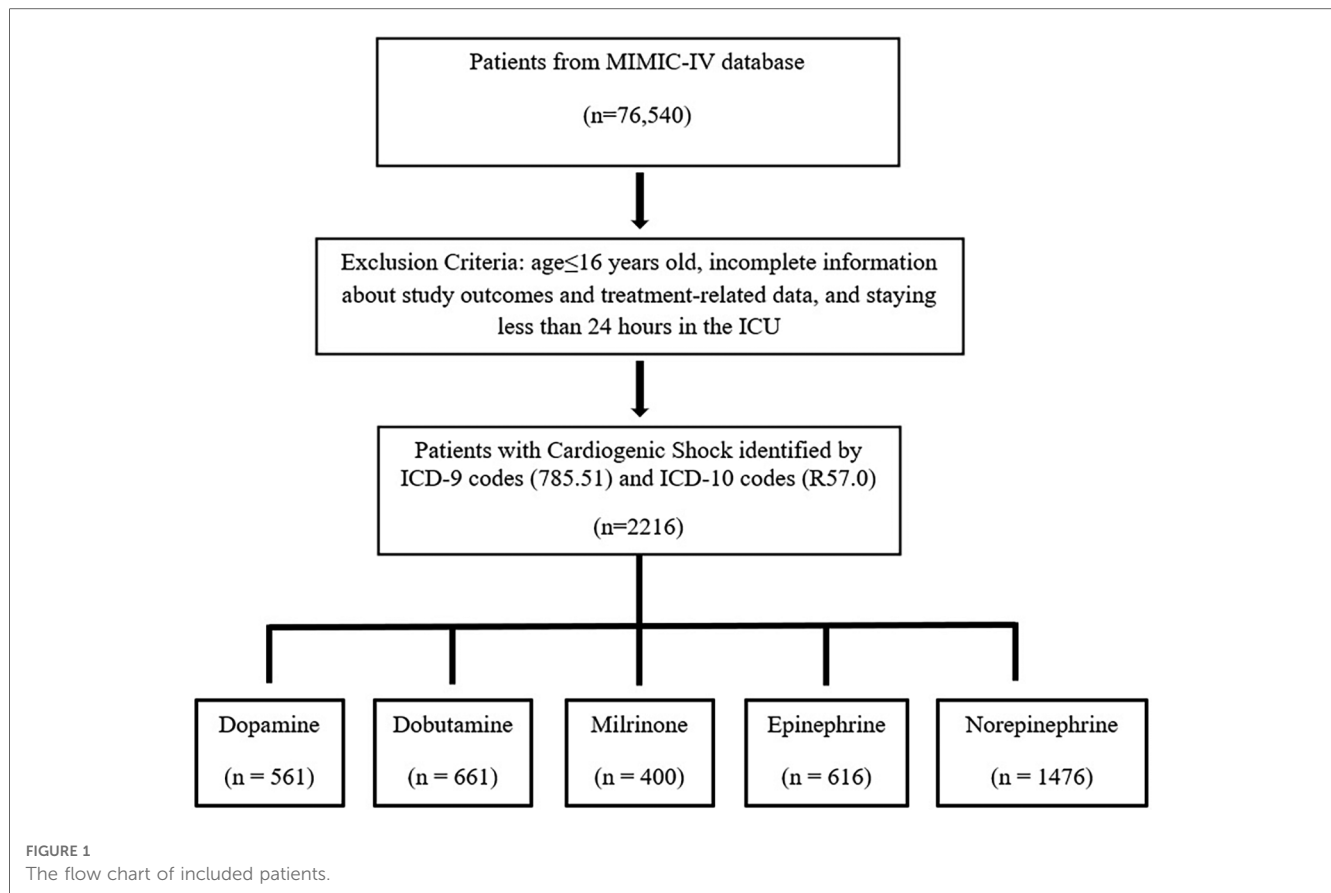 Patients from MIMIC-IV database
(n=76,540)
Exclusion Criteria: age≤16 years old, incomplete information
about study outcomes and treatment-related data, and staying
less than 24 hours in the ICU
Patients with Cardiogenic Shock identified by
ICD-9 codes (785.51) and ICD-10 codes (R57.0)
(n=2216)
Dopamine
(n = 561)
Dobutamine
(n = 661)
Milrinone
(n = 400)
Epinephrine
(n = 616)
Norepinephrine
(n = 1476)
FIGURE 1
The flow chart of included patients.